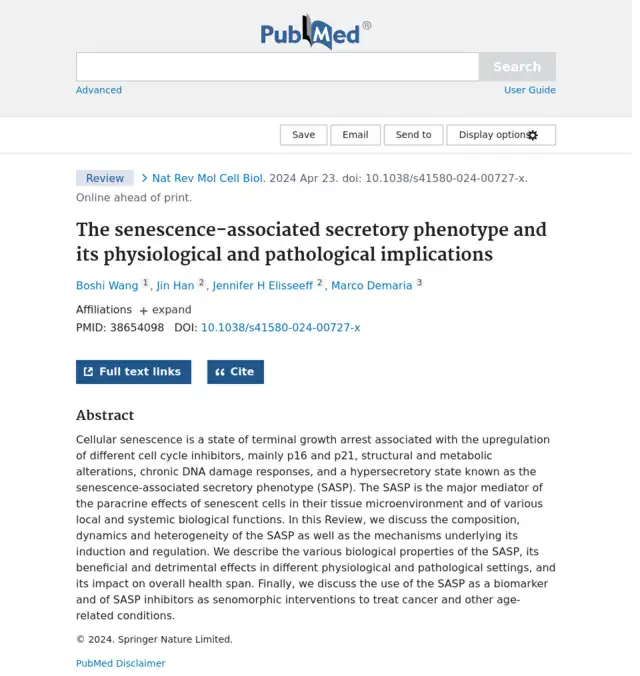 PubMed®
Search
Advanced
User Guide
Save
Email
Send to
Display options
Review
Nat Rev Mol Cell Biol. 2024 Apr 23. doi: 10.1038/s41580-024-00727-x.
Online ahead of print.
The senescence-associated secretory phenotype and
its physiological and pathological implications
Boshi Wang 1, Jin Han 2, Jennifer H Elisseeff 2, Marco Demaria 3
Affiliations + expand
PMID: 38654098 DOI: 10.1038/s41580-024-00727-x
Full text links
Cite
Abstract
Cellular senescence is a state of terminal growth arrest associated with the upregulation
of different cell cycle inhibitors, mainly p16 and p21, structural and metabolic
alterations, chronic DNA damage responses, and a hypersecretory state known as the
senescence-associated secretory phenotype (SASP). The SASP is the major mediator of
the paracrine effects of senescent cells in their tissue microenvironment and of various
local and systemic biological functions. In this Review, we discuss the composition,
dynamics and heterogeneity of the SASP as well as the mechanisms underlying its
induction and regulation. We describe the various biological properties of the SASP, its
beneficial and detrimental effects in different physiological and pathological settings, and
its impact on overall health span. Finally, we discuss the use of the SASP as a biomarker
and of SASP inhibitors as senomorphic interventions to treat cancer and other age-
related conditions.
© 2024. Springer Nature Limited.
PubMed Disclaimer